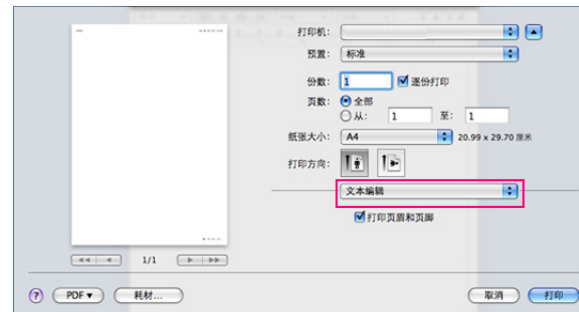 打印机:
预置: 标准
份数: 1 逐份打印
页数: 全部
从: 1 至: 1
纸张大小: A4 20.99 x 29.70 厘米
打印方向:
文本编辑
打印页眉和页脚
1/1
? PDF 耗材... 取消 打印